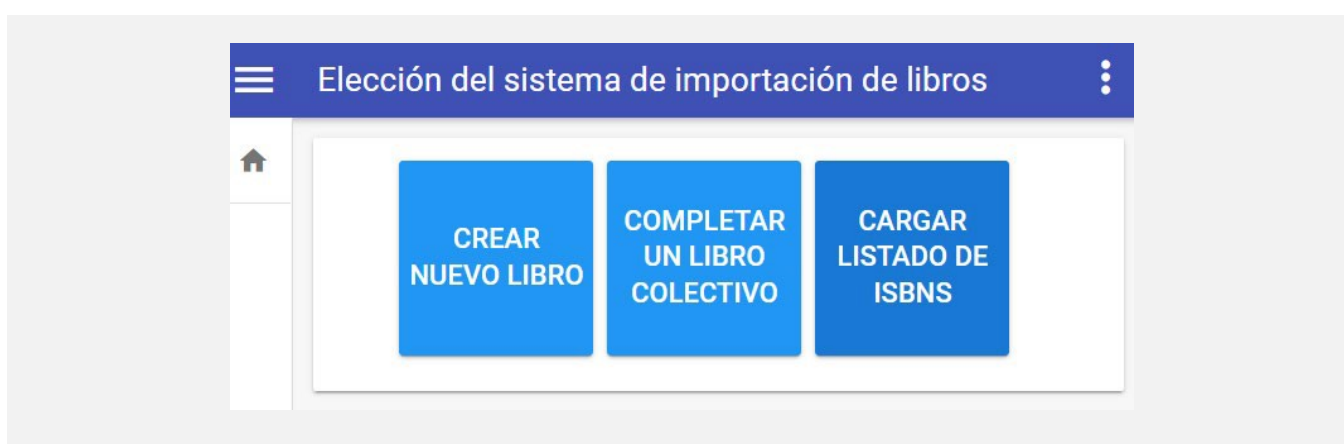 Elección del sistema de importación de libros
CREAR
NUEVO LIBRO
COMPLETAR
UN LIBRO
COLECTIVO
CARGAR
LISTADO DE
ISBNS